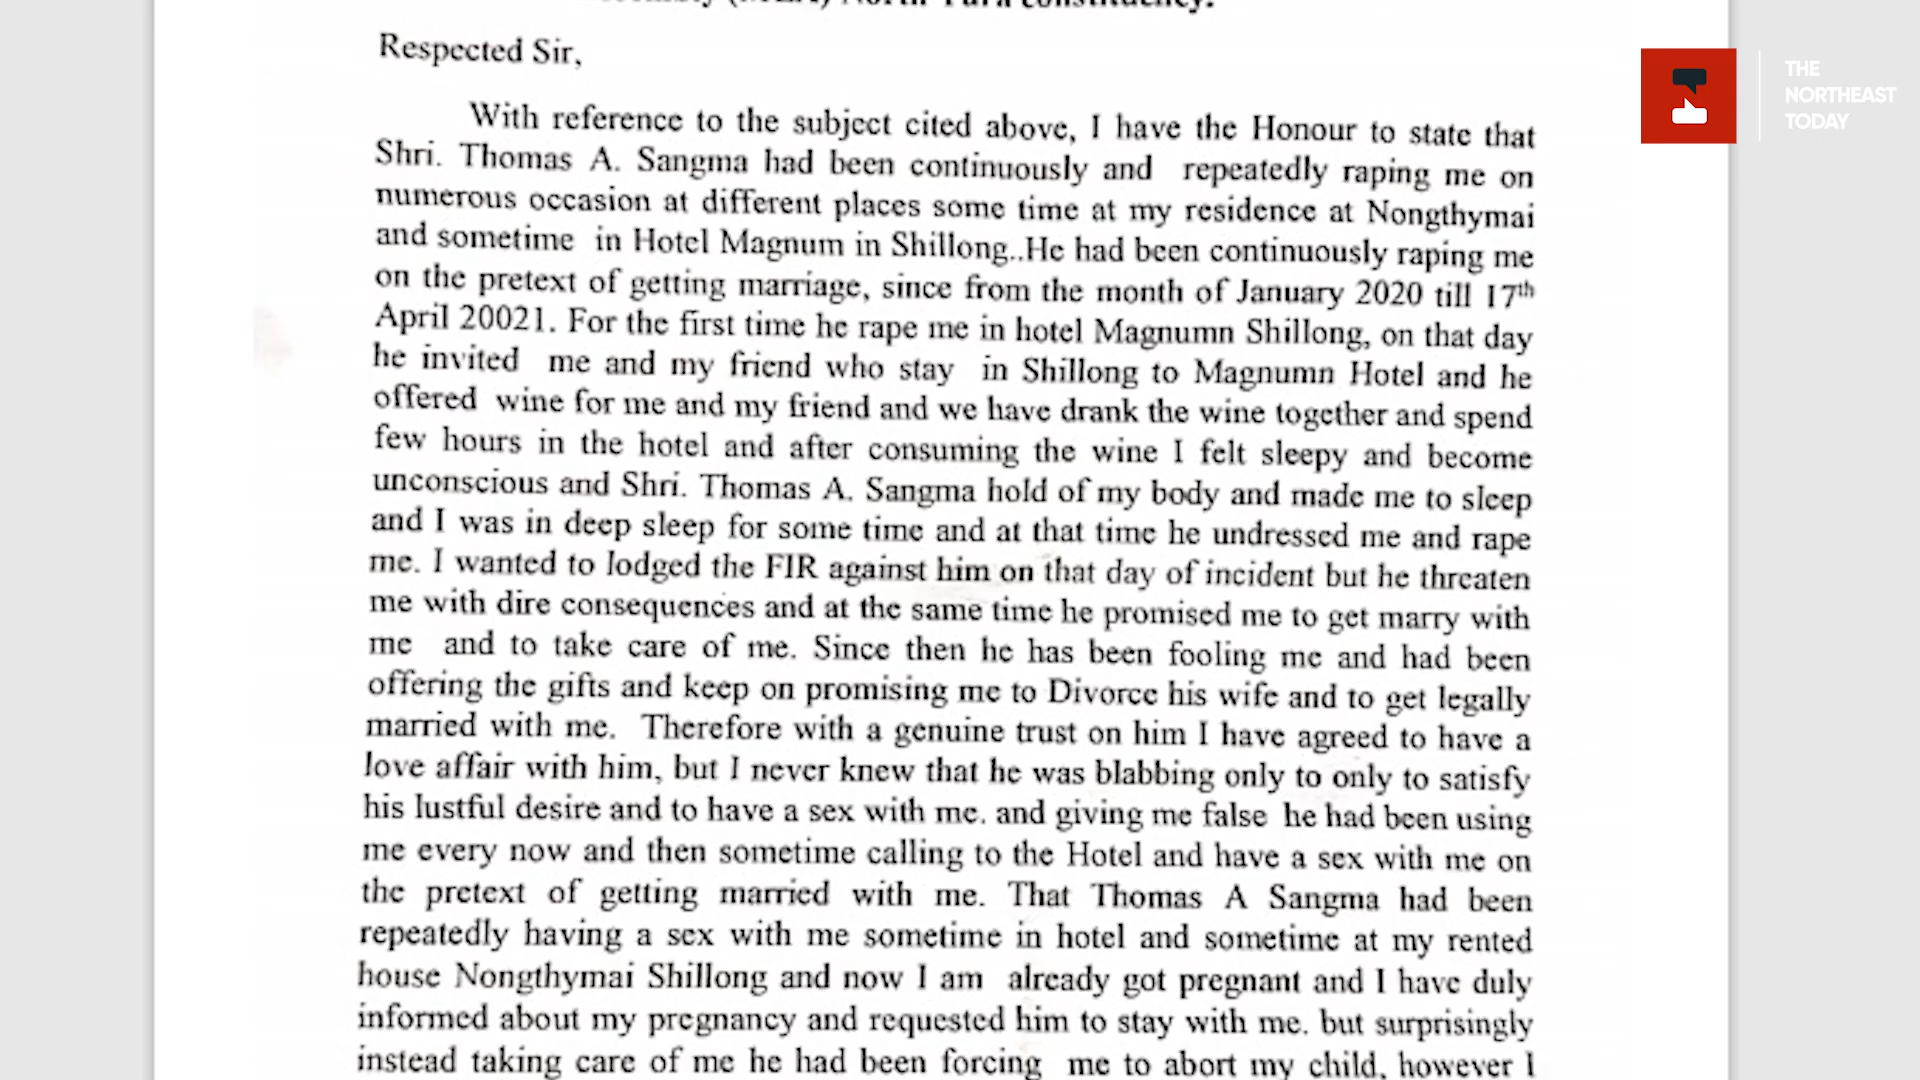 constituency.
Respected Sir,
With reference to the subject cited above, I have the Honour to state that
Shri. Thomas A. Sangma had been continuously and repeatedly raping me on
numerous occasion at different places some time at my residence at Nongthymai
and sometime in Hotel Magnum in Shillong..He had been continuously raping me
on the pretext of getting marriage, since from the month of January 2020 till 17th
April 20021. For the first time he rape me in hotel Magnumn Shillong, on that day
he invited me and my friend who stay in Shillong to Magnumn Hotel and he
offered wine for me and my friend and we have drank the wine together and spend
few hours in the hotel and after consuming the wine I felt sleepy and become
unconscious and Shri. Thomas A. Sangma hold of my body and made me to sleep
and I was in deep sleep for some time and at that time he undressed me and rape
me. I wanted to lodged the FIR against him on that day of incident but he threaten
me with dire consequences and at the same time he promised me to get marry with
me and to take care of me. Since then he has been fooling me and had been
offering the gifts and keep on promising me to Divorce his wife and to get legally
married with me. Therefore with a genuine trust on him I have agreed to have a
love affair with him, but I never knew that he was blabbing only to only to satisfy
his lustful desire and to have a sex with me. and giving me false he had been using
me every now and then sometime calling to the Hotel and have a sex with me on
the pretext of getting married with me. That Thomas A Sangma had been
repeatedly having a sex with me sometime in hotel and sometime at my rented
house Nongthymai Shillong and now I am already got pregnant and I have duly
informed about my pregnancy and requested him to stay with me. but surprisingly
instead taking care of me he had been forcing me to abort my child, however I
THE
NORTHEAST
TODAY